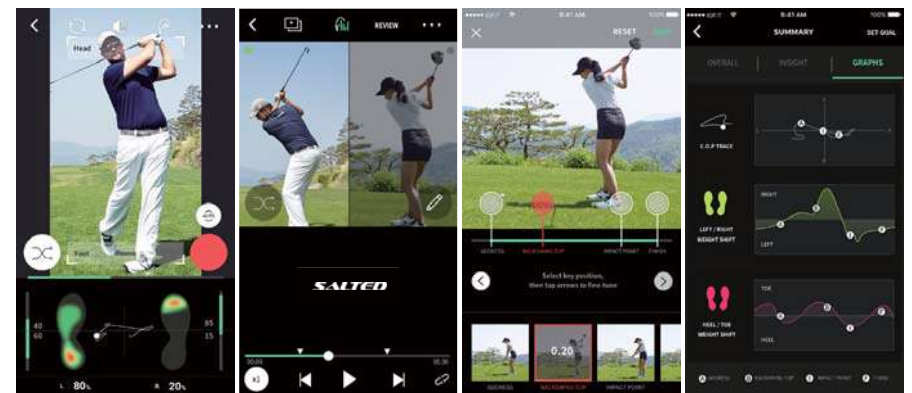 Head
Foot
40
60
85
15
L 80%
R 20%
REVIEW
SALTED
x1
9:41 AM
100%
RESET
ADDRESS
BACKSWING TOP
IMPACT POINT
FINISH
Select key position,
then tap arrows to fine tune
0.20
ADDRESS
BACKSWING TOP
IMPACT POINT
9:41 AM
100%
SUMMARY
SET GOAL
OVERALL
INSIGHT
GRAPHS
C.O.P TRACE
L
A
I
F
LEFT / RIGHT
WEIGHT SHIFT
RIGHT
LEFT
A
B
I
F
HEEL / TOE
WEIGHT SHIFT
TOE
HEEL
A
B
I
F
A ADDRESS
B BACKSWING TOP
I IMPACT POINT
F FINISH